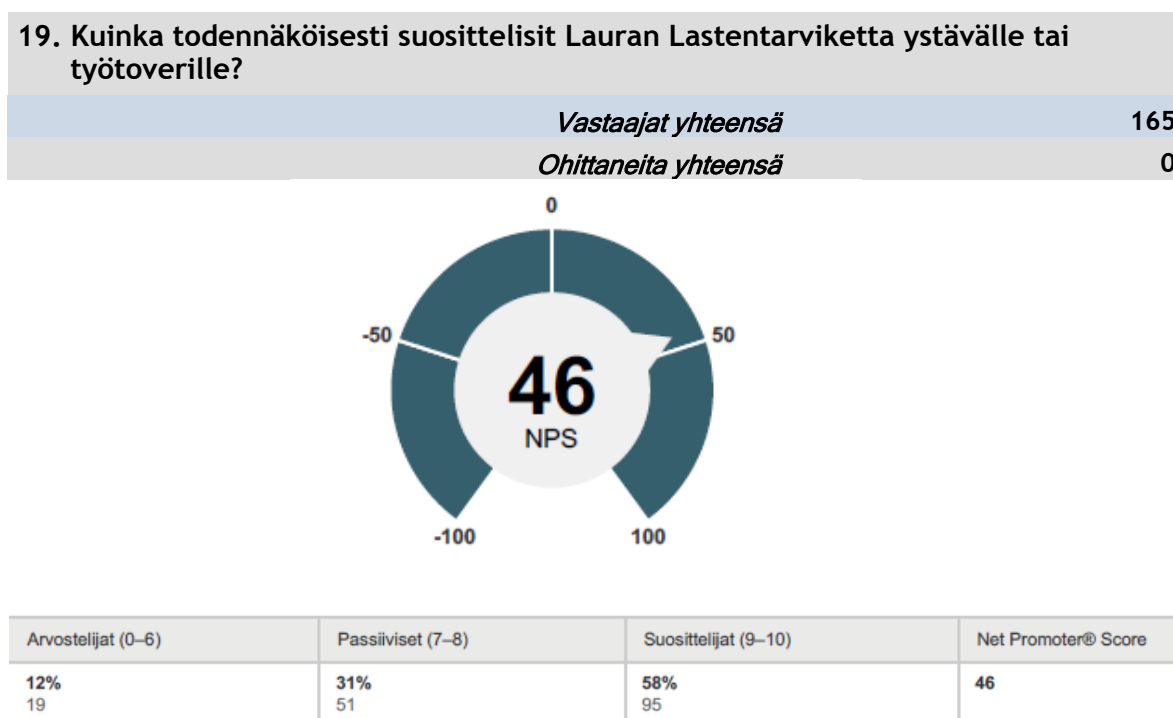 19. Kuinka todennäköisesti suosittelisit Lauran Lastentarviketta ystävälle tai
työtoverille?
Vastaajat yhteensä 165
Ohittaneita yhteensä 0
0
-50 50
46
NPS
-100 100
Arvostelijat (0–6) Passiiviset (7–8) Suosittelijat (9–10) Net Promoter® Score
12% 31% 58% 46
19 51 95